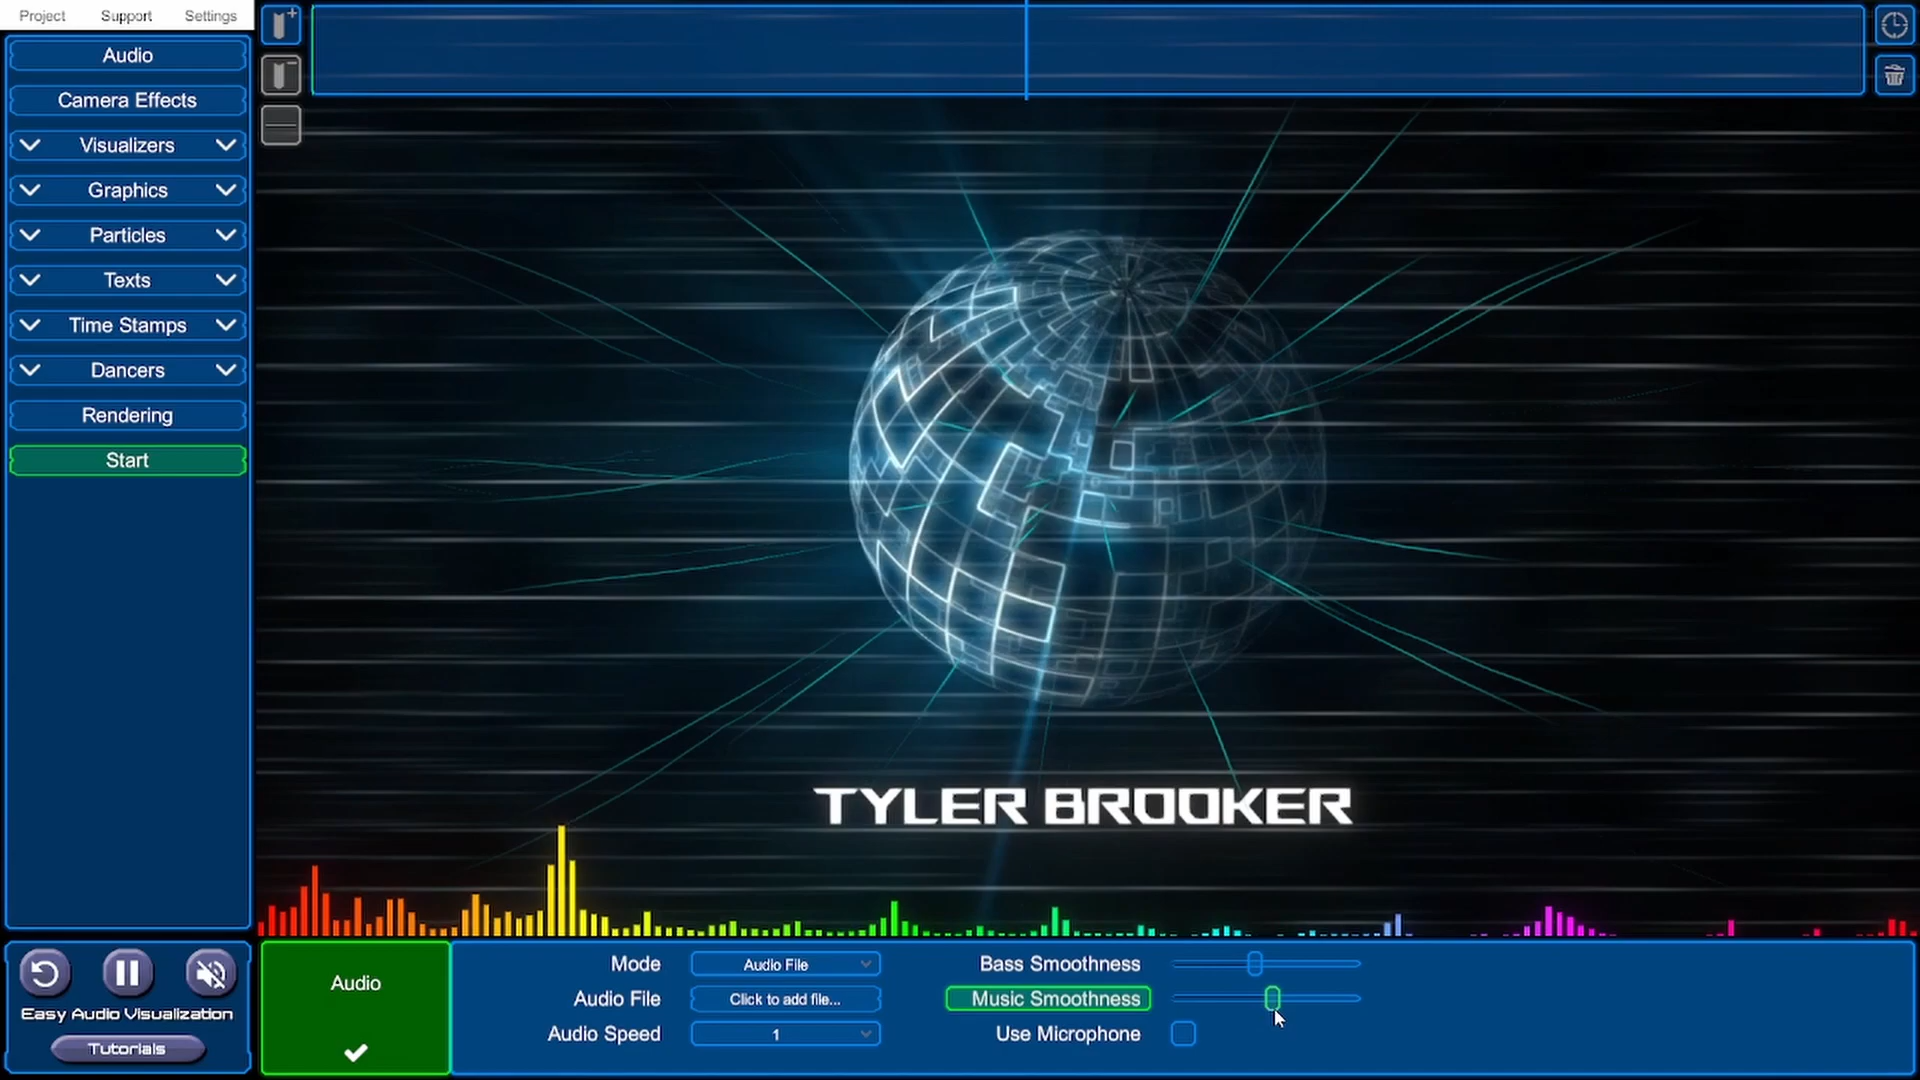 Project Support Settings
Audio
Camera Effects
Visualizers
Graphics
Particles
Texts
Time Stamps
Dancers
Rendering
Start
TYLER BROOKER
Easy Audio Visualization
Tutorials
Audio
Mode Audio File
Audio File Click to add file...
Audio Speed 1
Bass Smoothness
Music Smoothness
Use Microphone